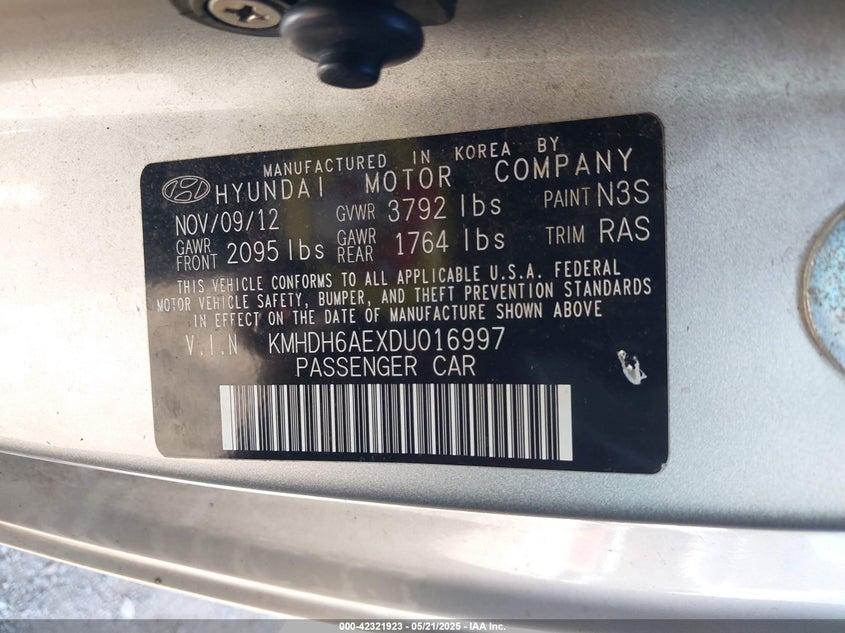 MANUFACTURED IN KOREA BY
HYUNDAI MOTOR COMPANY
NOV/09/12 GVWR 3792 lbs PAINT N3S
GAWR FRONT 2095 lbs GAWR REAR 1764 lbs TRIM RAS
THIS VEHICLE CONFORMS TO ALL APPLICABLE U.S.A. FEDERAL
MOTOR VEHICLE SAFETY, BUMPER, AND THEFT PREVENTION STANDARDS
IN EFFECT ON THE DATE OF MANUFACTURE SHOWN ABOVE
V.I.N KMHDH6AEXDU016997
PASSENGER CAR
000-42321923 - 05/21/2025 - IAA Inc.